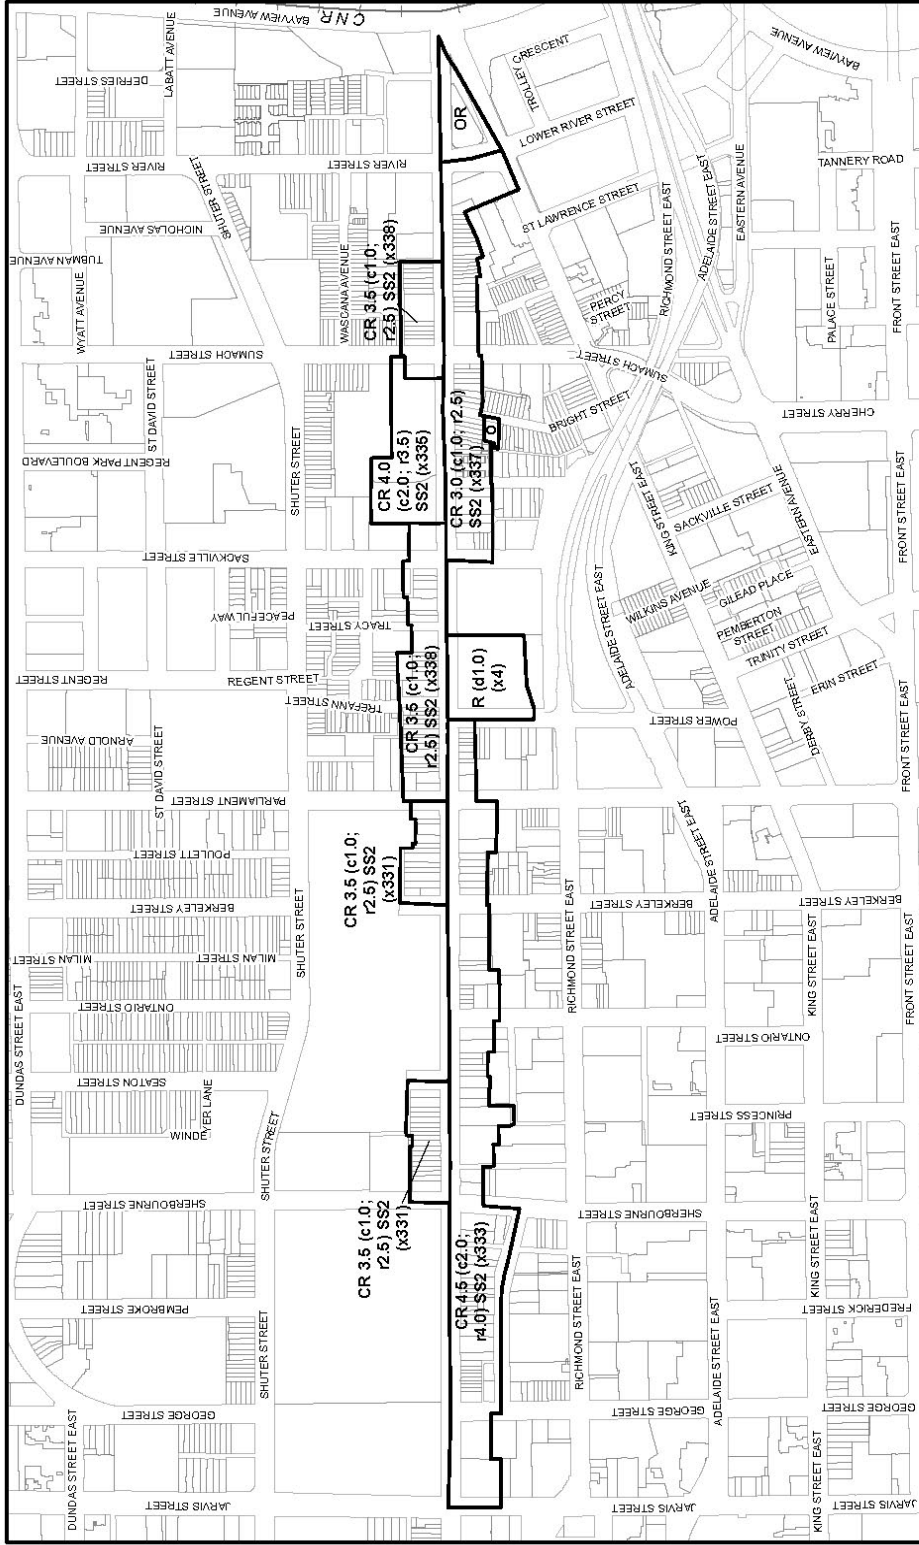 DUNDAS STREET EAST
JARVIS STREET
GEORGE STREET
PEMBROKE STREET
SHUTER STREET
SHERBOURNE STREET
SHUTER STREET
DUNDAS STREET EAST
SEATON STREET
WINDEYER LANE
ONTARIO STREET
MILAN STREET
MILAN STREET
BERKELEY STREET
SHUTER STREET
POULETT STREET
PARLIAMENT STREET
ST DAVID STREET
ARNOLD AVENUE
REGENT STREET
REGENT STREET
TREFANN STREET
TRACY STREET
PEACEFUL WAY
SACKVILLE STREET
SHUTER STREET
REGENT PARK BOULEVARD
ST DAVID STREET
SUMACH STREET
WYATT AVENUE
TUBMAN AVENUE
WASCANA AVENUE
NICHOLAS AVENUE
SHUTER STREET
RIVER STREET
RIVER STREET
LABATT AVENUE
DEFRIES STREET
BAYVIEW AVENUE
CNR
CR 3.5 (c1.0;
r2.5) SS2
(x331)
CR 3.5 (c1.0;
r2.5) SS2
(x331)
CR 3.5 (c1.0;
r2.5) SS2 (x338)
CR 4.0
(c2.0; r3.5)
SS2 (x335)
CR 3.5 (c1.0;
r2.5) SS2 (x338)
CR 4.5 (c2.0;
r4.0) SS2 (x333)
R (d1.0)
(x4)
CR 3.0 (c1.0; r2.5)
SS2 (x337)
O
OR
JARVIS STREET
KING STREET EAST
JARVIS STREET
GEORGE STREET
GEORGE STREET
RICHMOND STREET EAST
ADELAIDE STREET EAST
KING STREET EAST
FREDERICK STREET
SHERBOURNE STREET
PRINCESS STREET
ONTARIO STREET
KING STREET EAST
FRONT STREET EAST
RICHMOND STREET EAST
BERKELEY STREET
ADELAIDE STREET EAST
BERKELEY STREET
ADELAIDE STREET EAST
POWER STREET
FRONT STREET EAST
DERBY STREET
ERIN STREET
TRINITY STREET
PEMBERTON
STREET
GILEAD PLACE
WILKINS AVENUE
ADELAIDE STREET EAST
KING STREET EAST
SACKVILLE STREET
EASTERN AVENUE
FRONT STREET EAST
BRIGHT STREET
SUMACH STREET
CHERRY STREET
PERCY
STREET
PALACE STREET
FRONT STREET EAST
RICHMOND STREET EAST
ADELAIDE STREET EAST
EASTERN AVENUE
ST LAWRENCE STREET
LOWER RIVER STREET
TROLLEY CRESCENT
TANNERY ROAD
BAYVIEW AVENUE